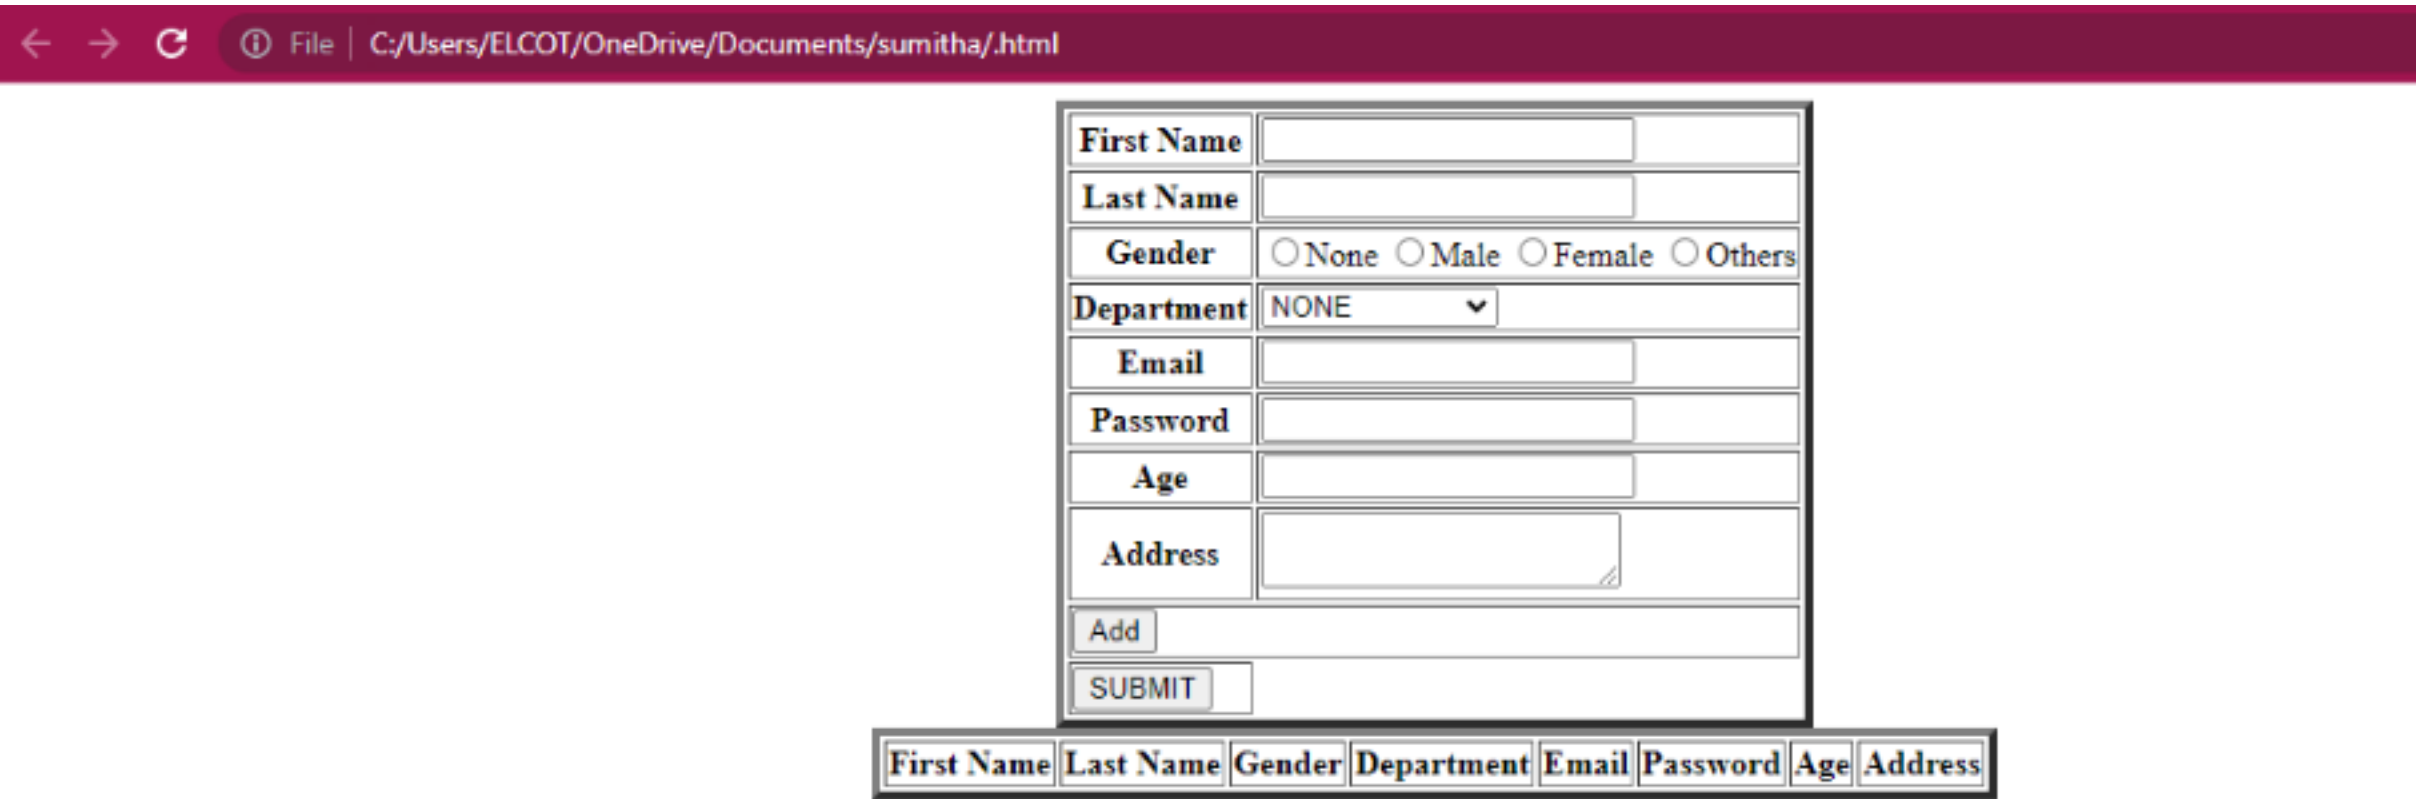 File | C:/Users/ELCOT/OneDrive/Documents/sumitha/.html
First Name
Last Name
Gender None Male Female Others
Department NONE
Email
Password
Age
Address
Add
SUBMIT
First Name Last Name Gender Department Email Password Age Address